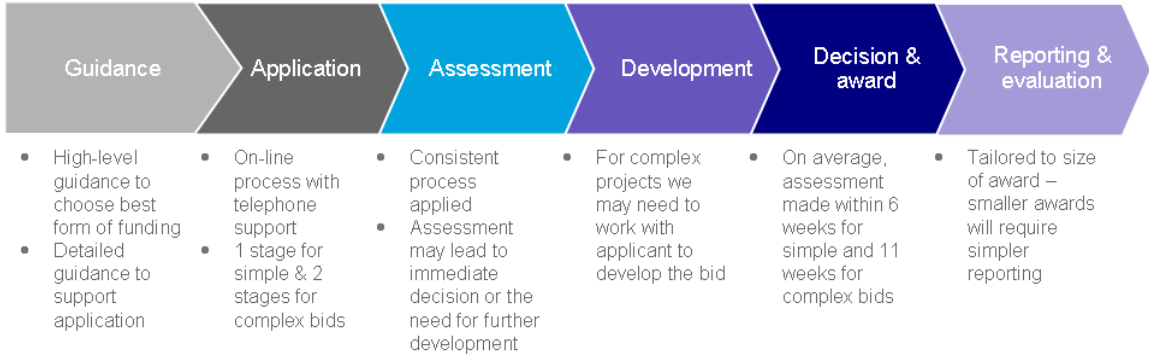 Guidance
Application
Assessment
Development
Decision &
award
Reporting &
evaluation
• High-level
guidance to
choose best
form of funding
• Detailed
guidance to
support
application
• On-line
process with
telephone
support
• 1 stage for
simple & 2
stages for
complex bids
• Consistent
process
applied
• Assessment
may lead to
immediate
decision or the
need for further
development
• For complex
projects we
may need to
work with
applicant to
develop the bid
• On average,
assessment
made within 6
weeks for
simple and 11
weeks for
complex bids
• Tailored to size
of award –
smaller awards
will require
simpler
reporting